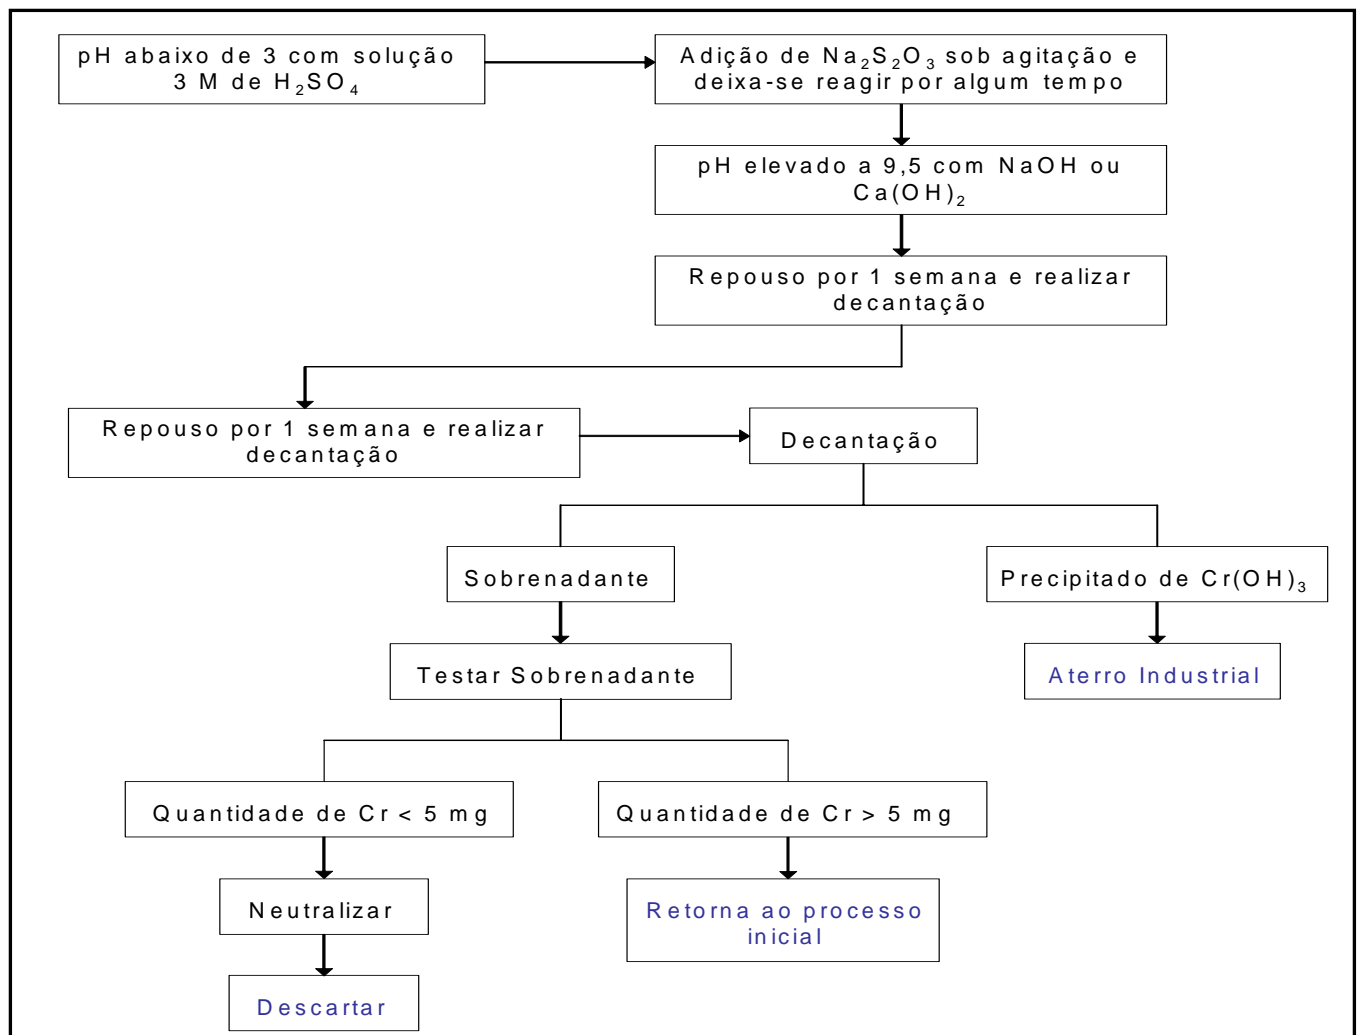 pH abaixo de 3 com solução
3 M de H₂SO₄
Adição de Na₂S₂O₃ sob agitação e
deixa-se reagir por algum tempo
pH elevado a 9,5 com NaOH ou
Ca(OH)₂
Repouso por 1 semana e realizar
decantação
Repouso por 1 semana e realizar
decantação
Decantação
Sobrenadante
Precipitado de Cr(OH)₃
Testar Sobrenadante
Aterro Industrial
Quantidade de Cr < 5 mg
Quantidade de Cr > 5 mg
Neutralizar
Retorna ao processo
inicial
Descartar